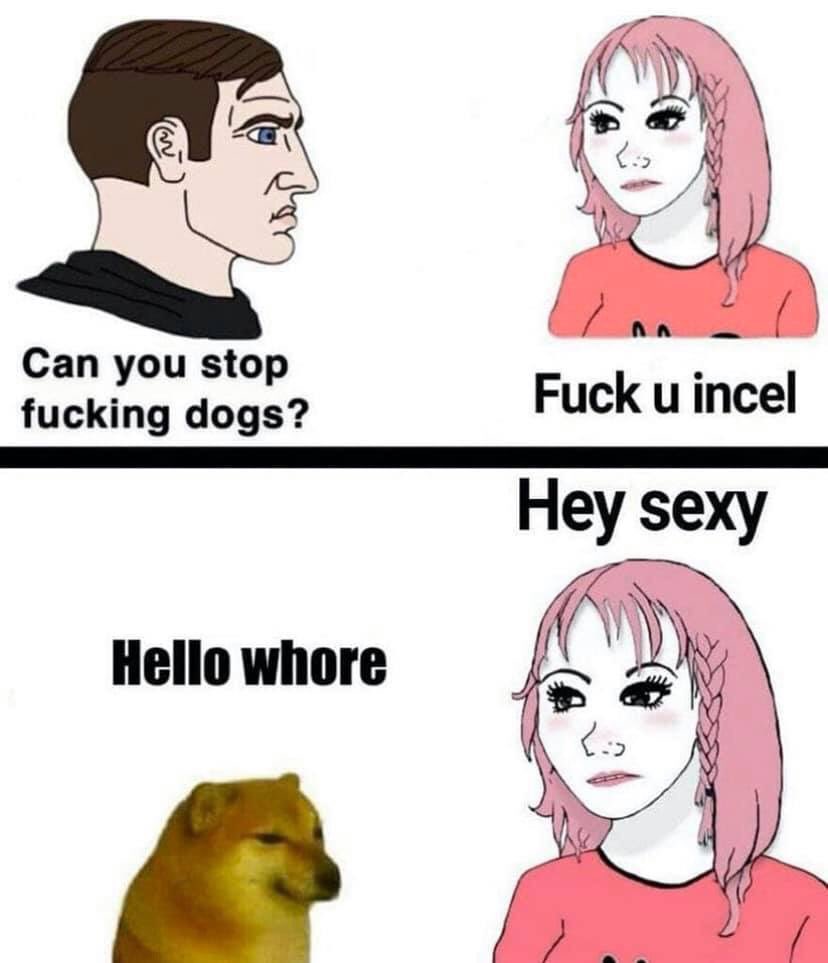 Can you stop
fucking dogs?
Fuck u incel
Hey sexy
Hello whore